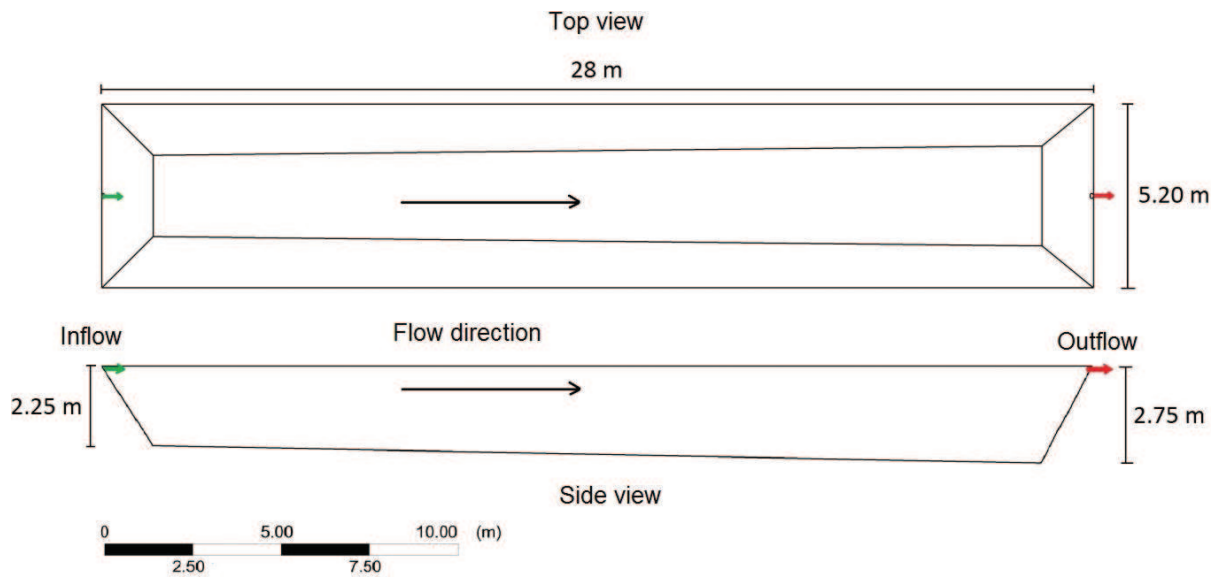 Top view
28 m
5.20 m
Inflow
Flow direction
Outflow
2.25 m
2.75 m
Side view
0 5.00 10.00 (m)
2.50 7.50